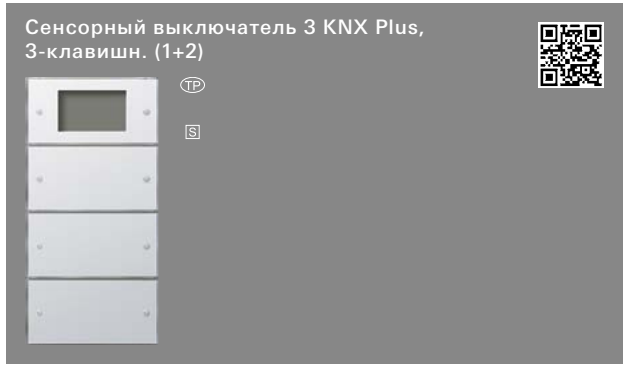 Сенсорный выключатель 3 KNX Plus,
3-клавишн. (1+2)
TP
S